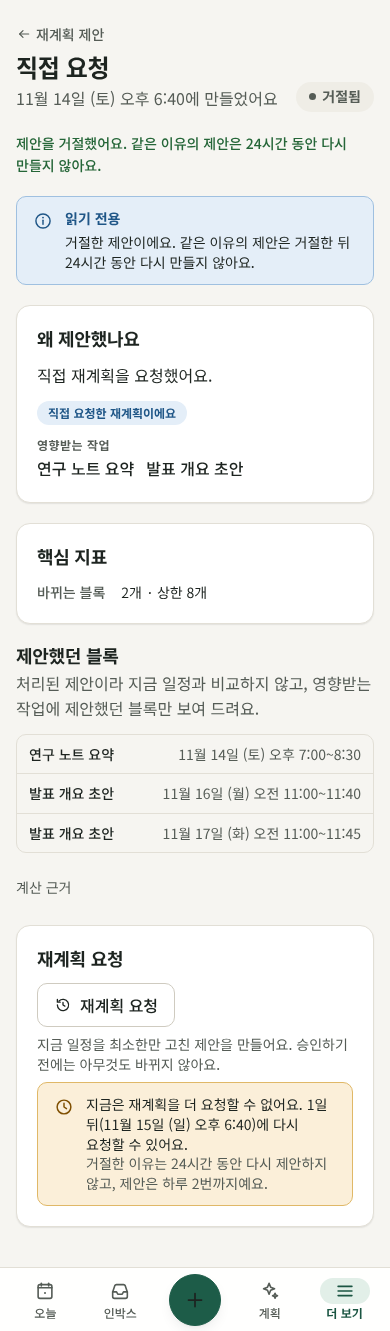 ← 재계획 제안
직접 요청
11월 14일 (토) 오후 6:40에 만들었어요
거절됨
제안을 거절했어요. 같은 이유의 제안은 24시간 동안 다시
만들지 않아요.
읽기 전용
거절한 제안이에요. 같은 이유의 제안은 거절한 뒤
24시간 동안 다시 만들지 않아요.
왜 제안했나요
직접 재계획을 요청했어요.
직접 요청한 재계획이에요
영향받는 작업
연구 노트 요약 발표 개요 초안
핵심 지표
바뀌는 블록 2개 · 상한 8개
제안했던 블록
처리된 제안이라 지금 일정과 비교하지 않고, 영향받는
작업에 제안했던 블록만 보여 드려요.
연구 노트 요약 11월 14일 (토) 오후 7:00~8:30
발표 개요 초안 11월 16일 (월) 오전 11:00~11:40
발표 개요 초안 11월 17일 (화) 오전 11:00~11:45
계산 근거
재계획 요청
재계획 요청
지금 일정을 최소한만 고친 제안을 만들어요. 승인하기
전에는 아무것도 바뀌지 않아요.
지금은 재계획을 더 요청할 수 없어요. 1일
뒤(11월 15일 (일) 오후 6:40)에 다시
요청할 수 있어요.
거절한 이유는 24시간 동안 다시 제안하지
않고, 제안은 하루 2번까지예요.
오늘 인박스 계획 더 보기